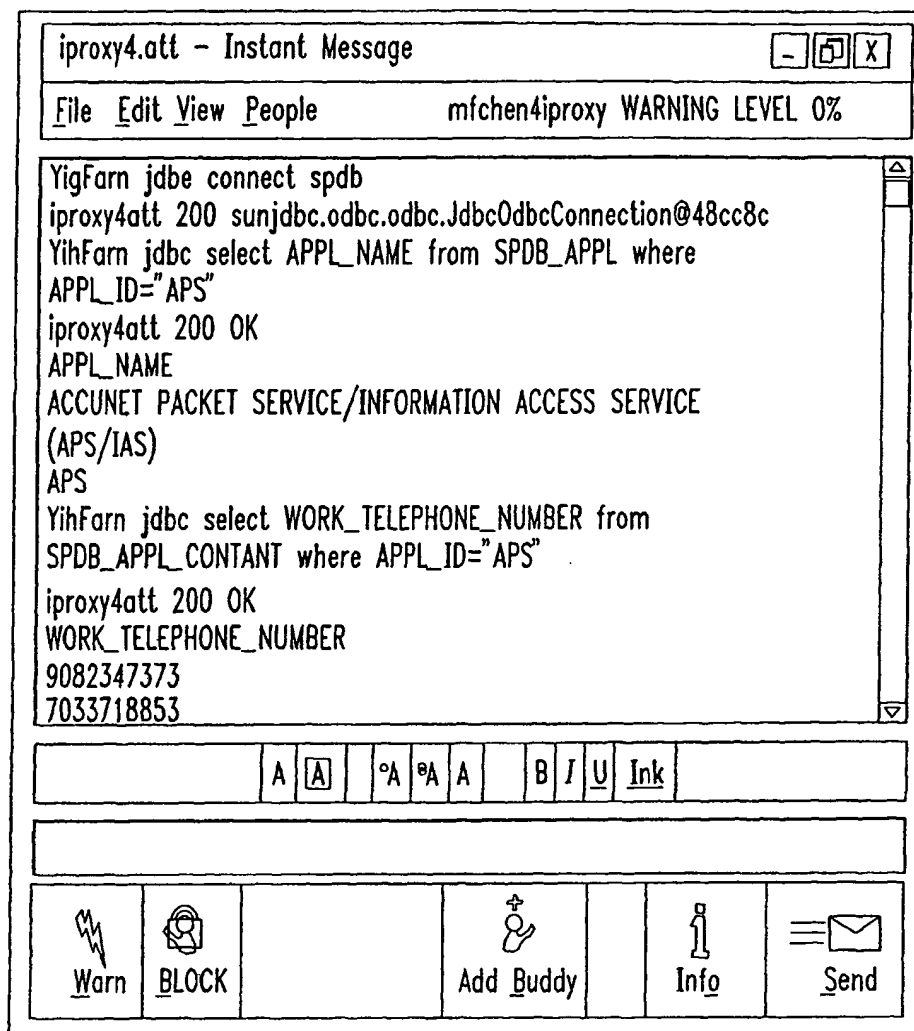 iproxy4.att - Instant Message
- X
File Edit View People mfchen4iproxy WARNING LEVEL 0%
YigFarn jdbe connect spdb
iproxy4att 200 sunjdbc.odbc.odbc.JdbcOdbcConnection@48cc8c
YihFarn jdbc select APPL_NAME from SPDB_APPL where
APPL_ID="APS"
iproxy4att 200 OK
APPL_NAME
ACCUNET PACKET SERVICE/INFORMATION ACCESS SERVICE
(APS/IAS)
APS
YihFarn jdbc select WORK_TELEPHONE_NUMBER from
SPDB_APPL_CONTANT where APPL_ID="APS"
iproxy4att 200 OK
WORK_TELEPHONE_NUMBER
9082347373
7033718853
A A °A ᴮA A B I U Ink
Warn BLOCK Add Buddy Info Send